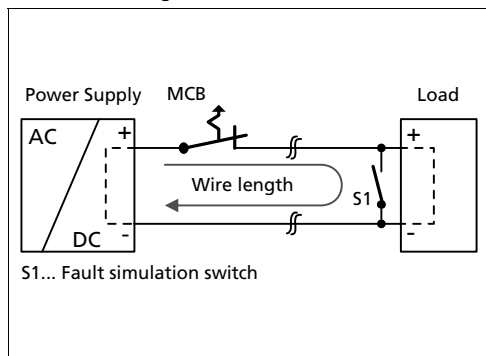 Power Supply
MCB
Load
AC
+
+
Wire length
S1
DC
-
-
S1... Fault simulation switch